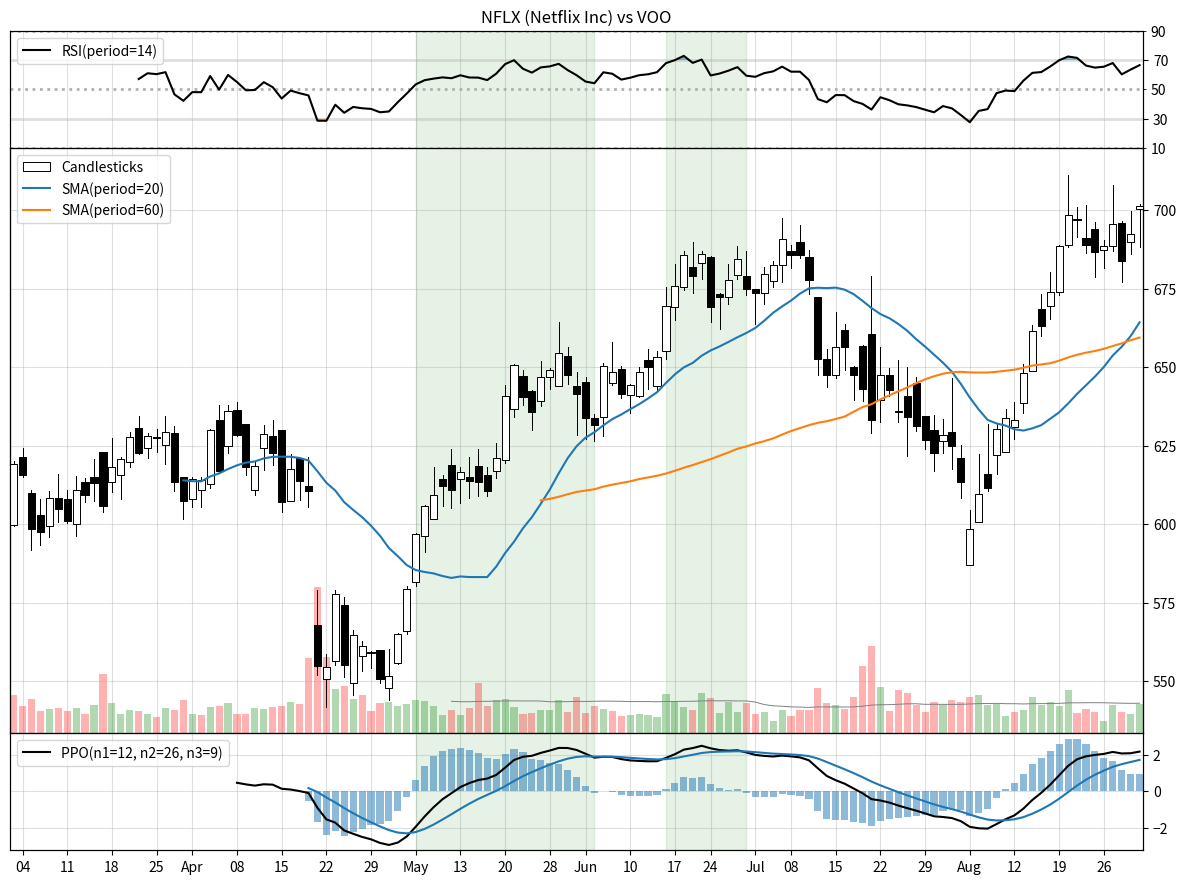 NFLX (Netflix Inc) vs VOO
RSI(period=14)
90
70
50
30
10
Candlesticks
SMA(period=20)
SMA(period=60)
700
675
650
625
600
575
550
PPO(n1=12, n2=26, n3=9)
2
0
−2
04 11 18 25 Apr 08 15 22 29 May 13 20 28 Jun 10 17 24 Jul 08 15 22 29 Aug 12 19 26